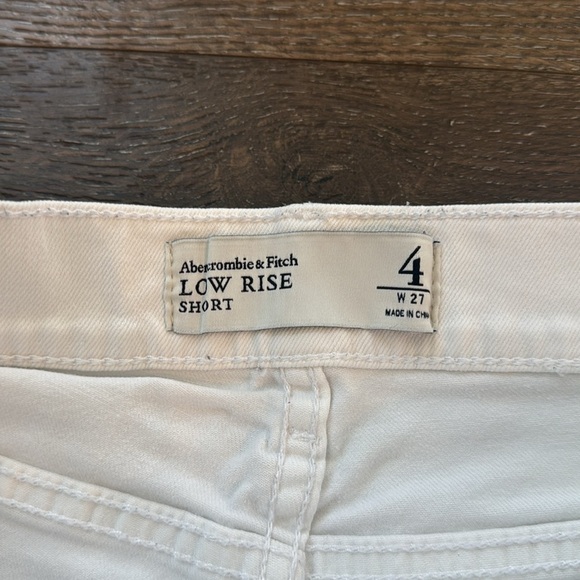 Abercrombie & Fitch
LOW RISE
SHORT
4
W 27
MADE IN CHINA